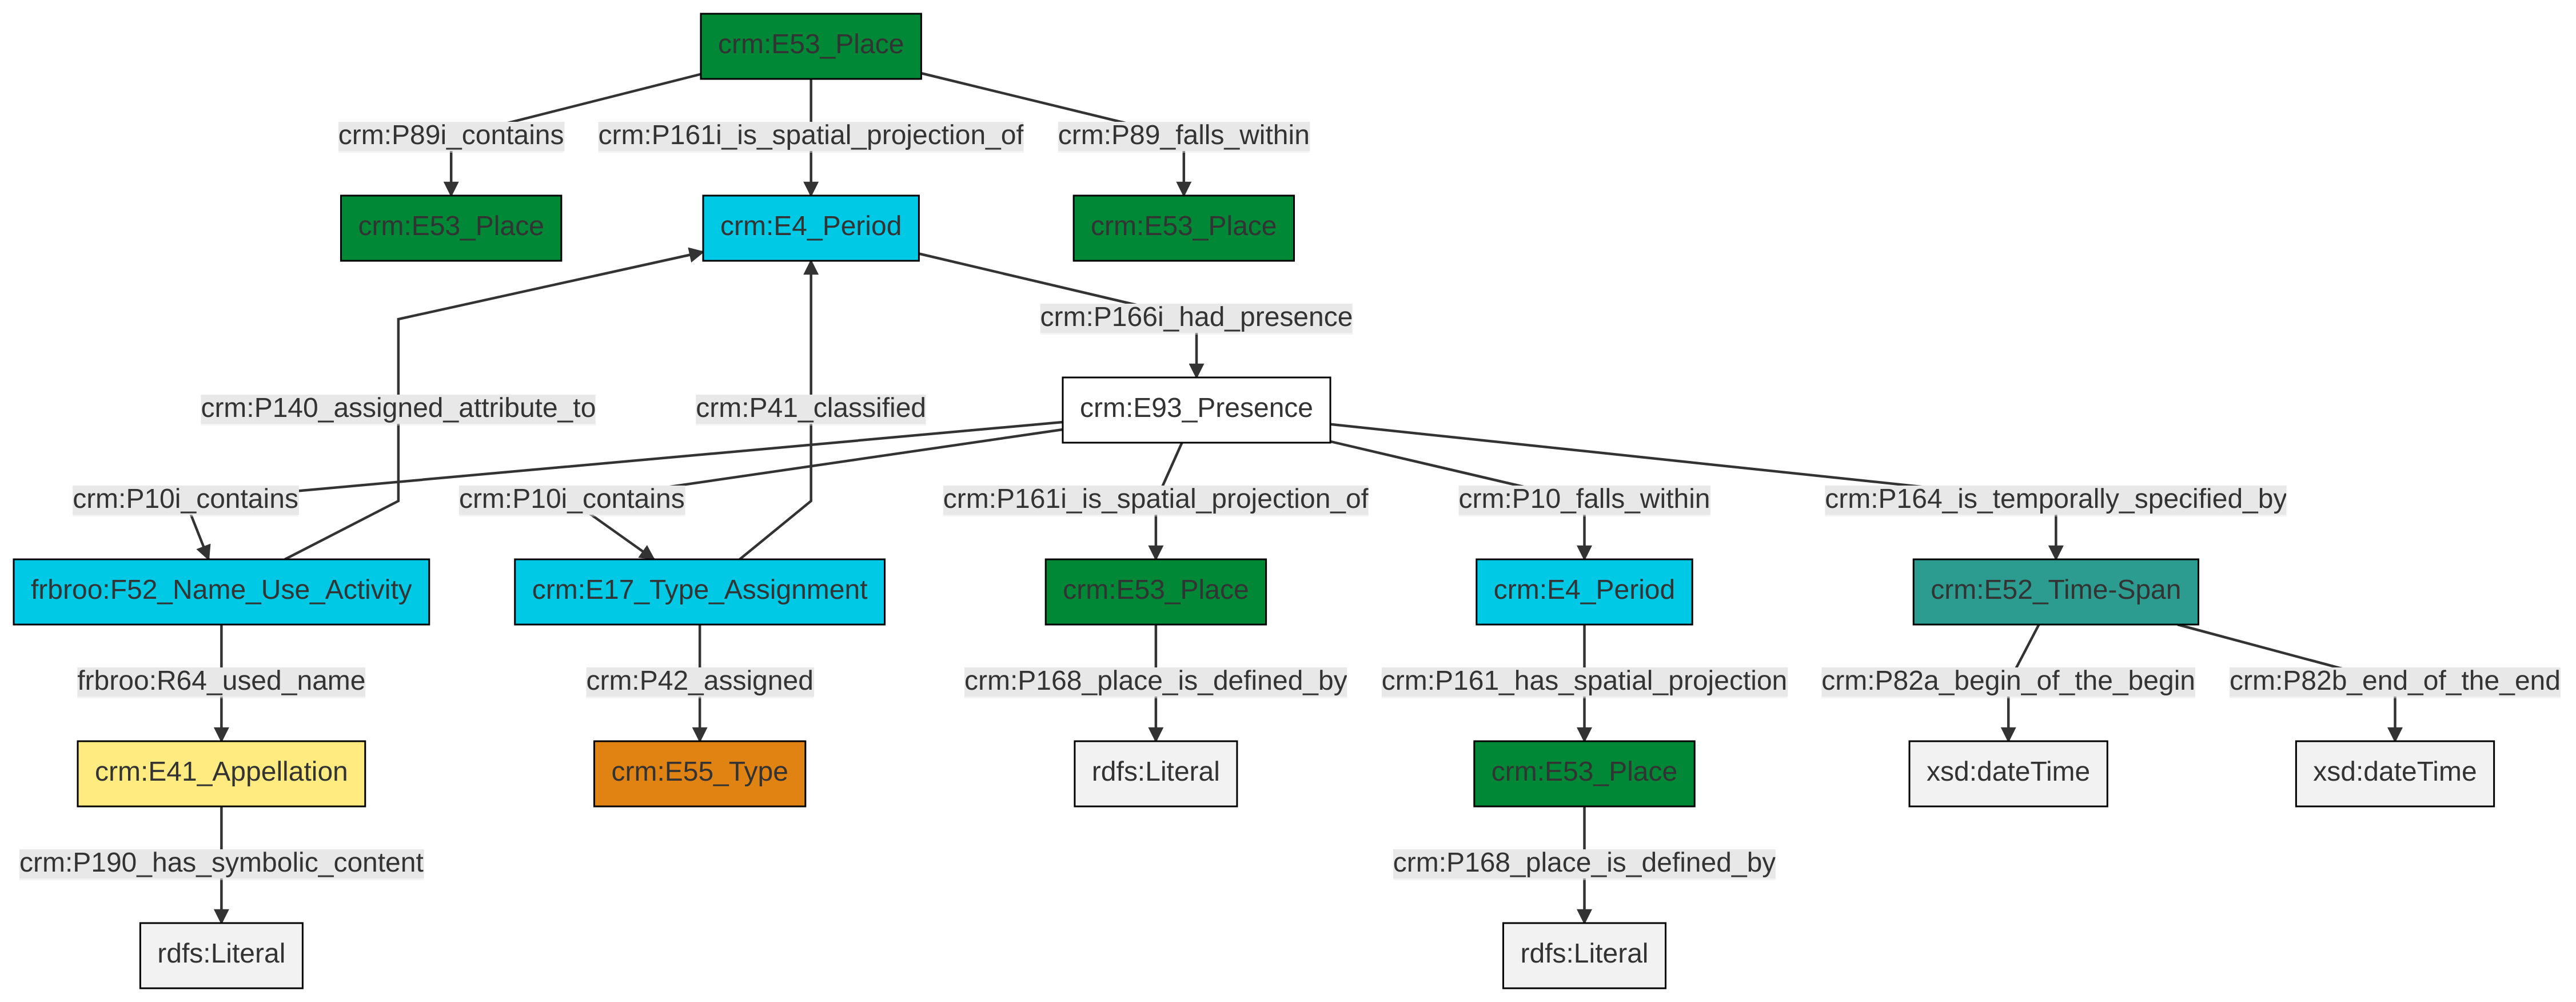 crm:E53_Place
crm:P89i_contains
crm:P161i_is_spatial_projection_of
crm:P89_falls_within
crm:E53_Place
crm:E4_Period
crm:E53_Place
crm:P166i_had_presence
crm:P140_assigned_attribute_to
crm:P41_classified
crm:E93_Presence
crm:P10i_contains
crm:P10i_contains
crm:P161i_is_spatial_projection_of
crm:P10_falls_within
crm:P164_is_temporally_specified_by
frbroo:F52_Name_Use_Activity
crm:E17_Type_Assignment
crm:E53_Place
crm:E4_Period
crm:E52_Time-Span
frbroo:R64_used_name
crm:P42_assigned
crm:P168_place_is_defined_by
crm:P161_has_spatial_projection
crm:P82a_begin_of_the_begin
crm:P82b_end_of_the_end
crm:E41_Appellation
crm:E55_Type
rdfs:Literal
crm:E53_Place
xsd:dateTime
xsd:dateTime
crm:P190_has_symbolic_content
crm:P168_place_is_defined_by
rdfs:Literal
rdfs:Literal